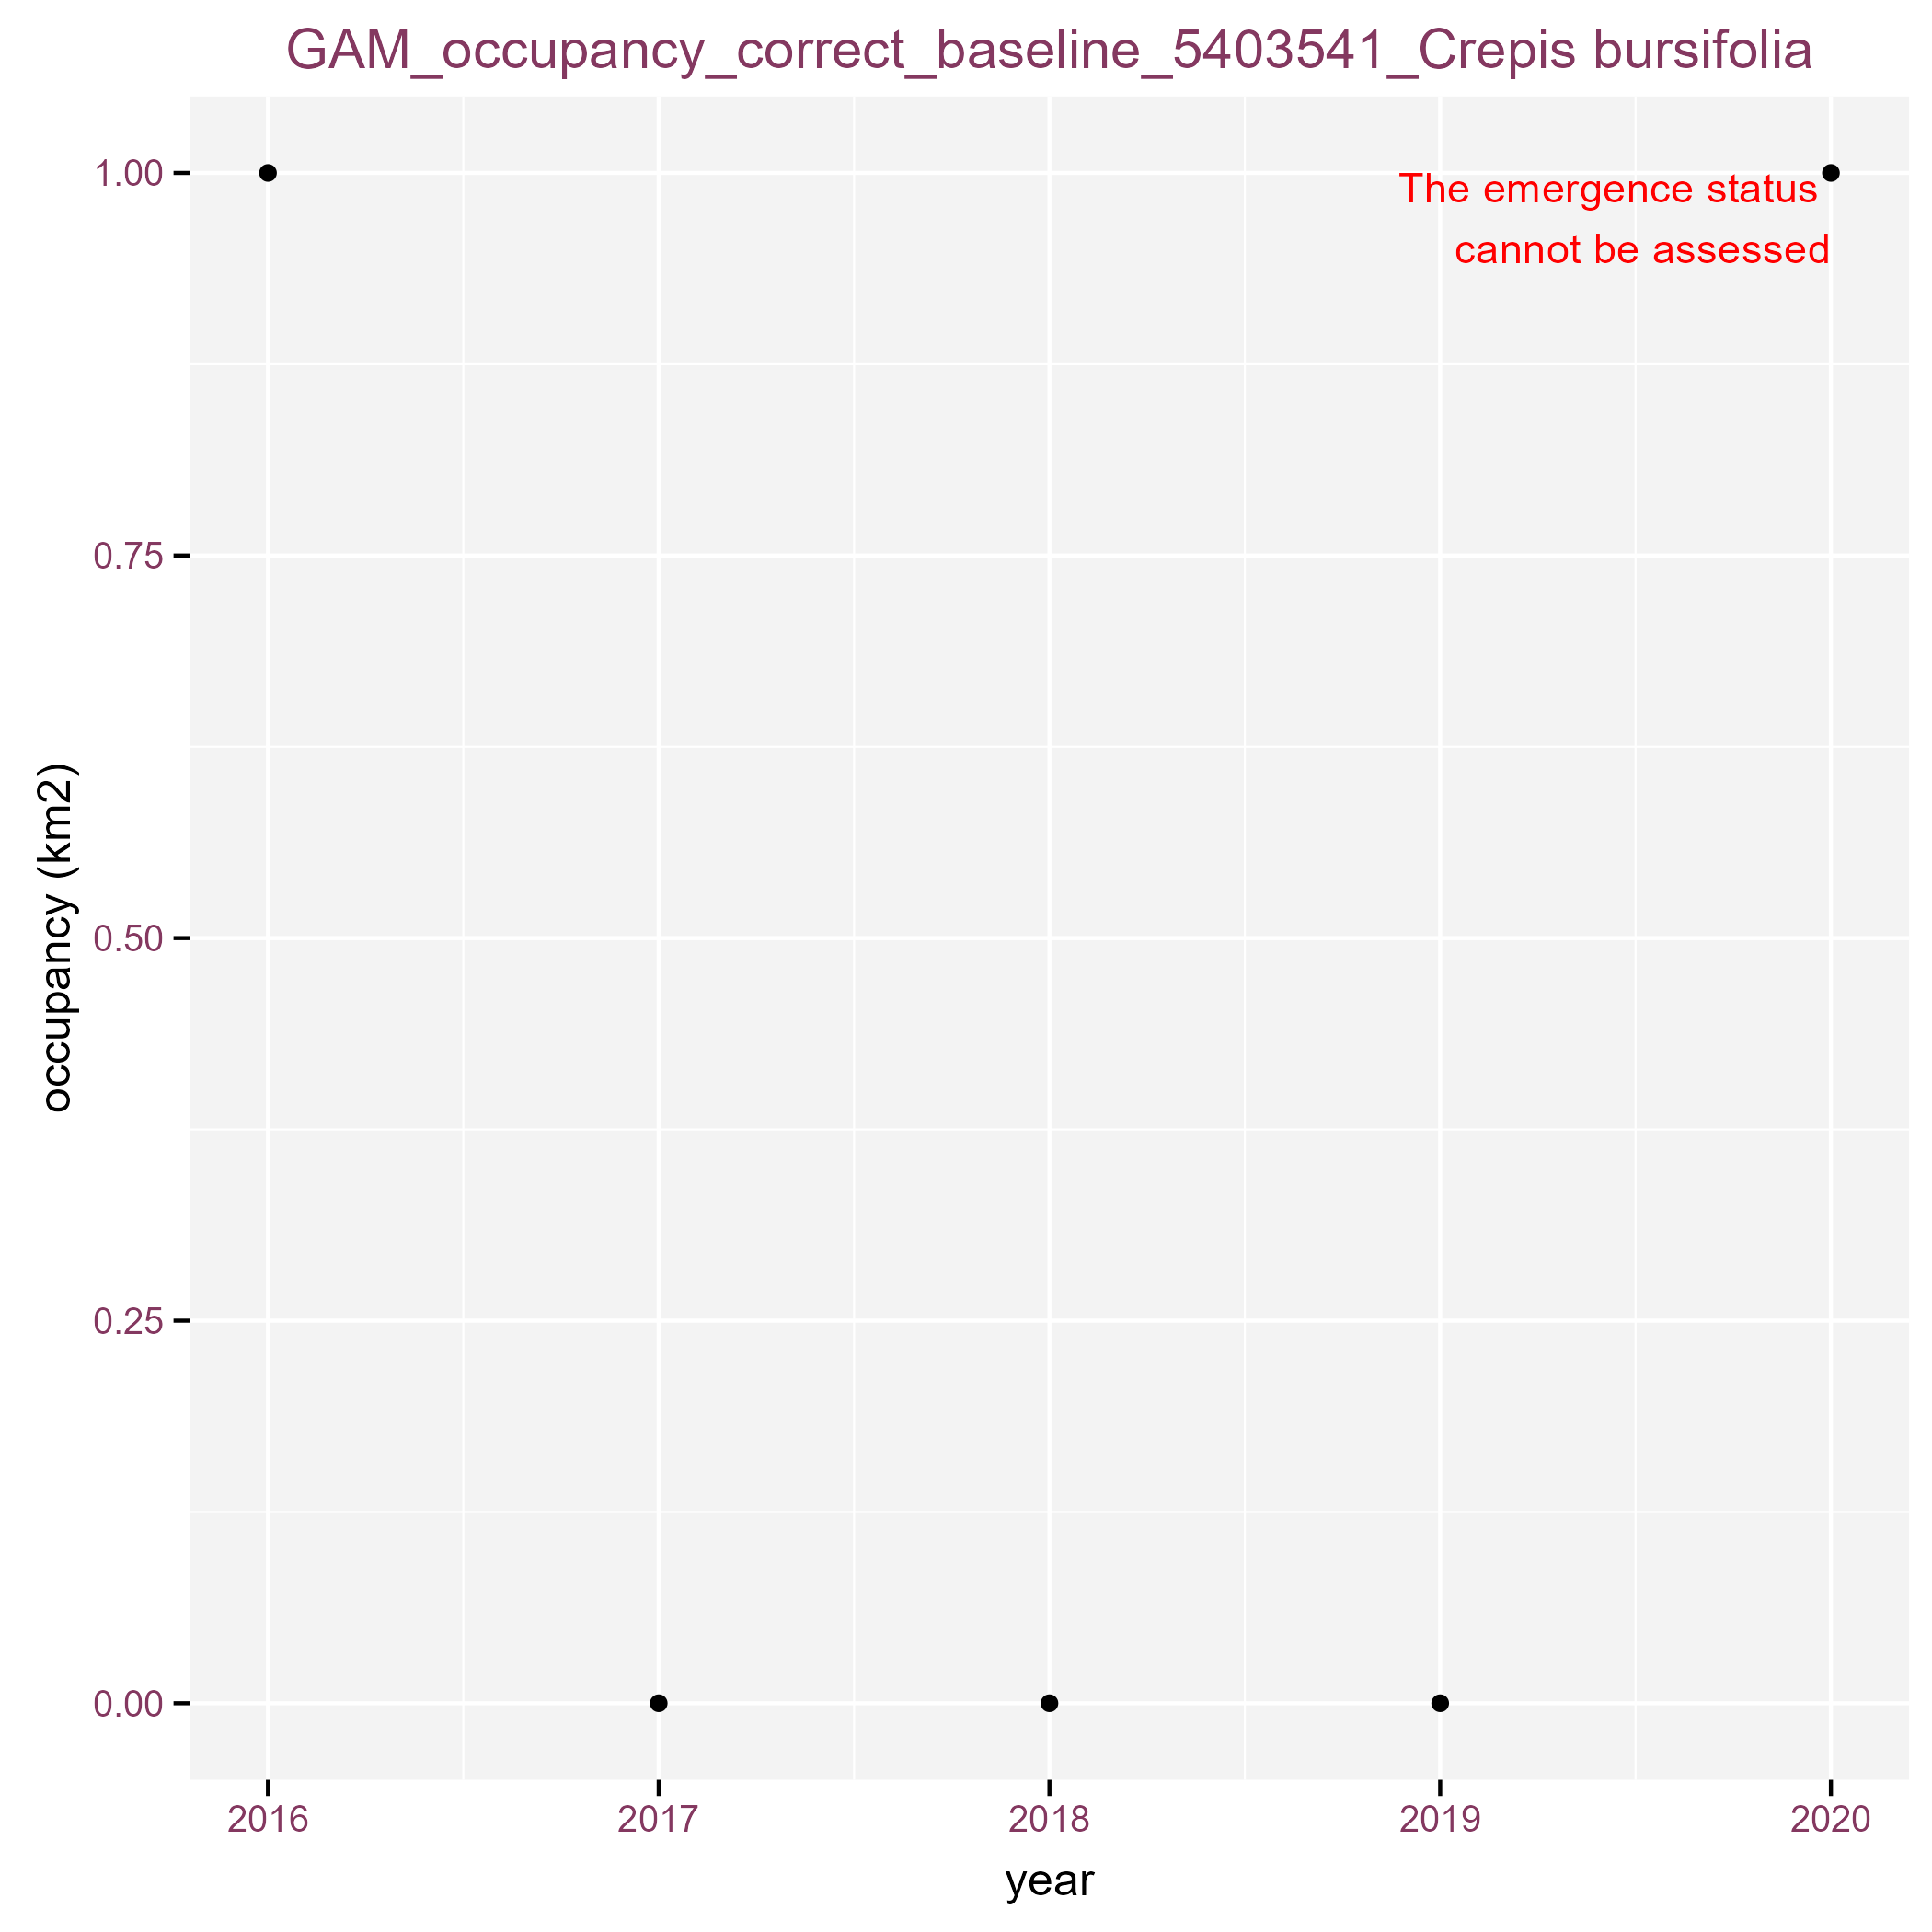 GAM_occupancy_correct_baseline_5403541_Crepis bursifolia
1.00
The emergence status
cannot be assessed
0.75
0.50
0.25
0.00
occupancy (km2)
2016 2017 2018 2019 2020
year